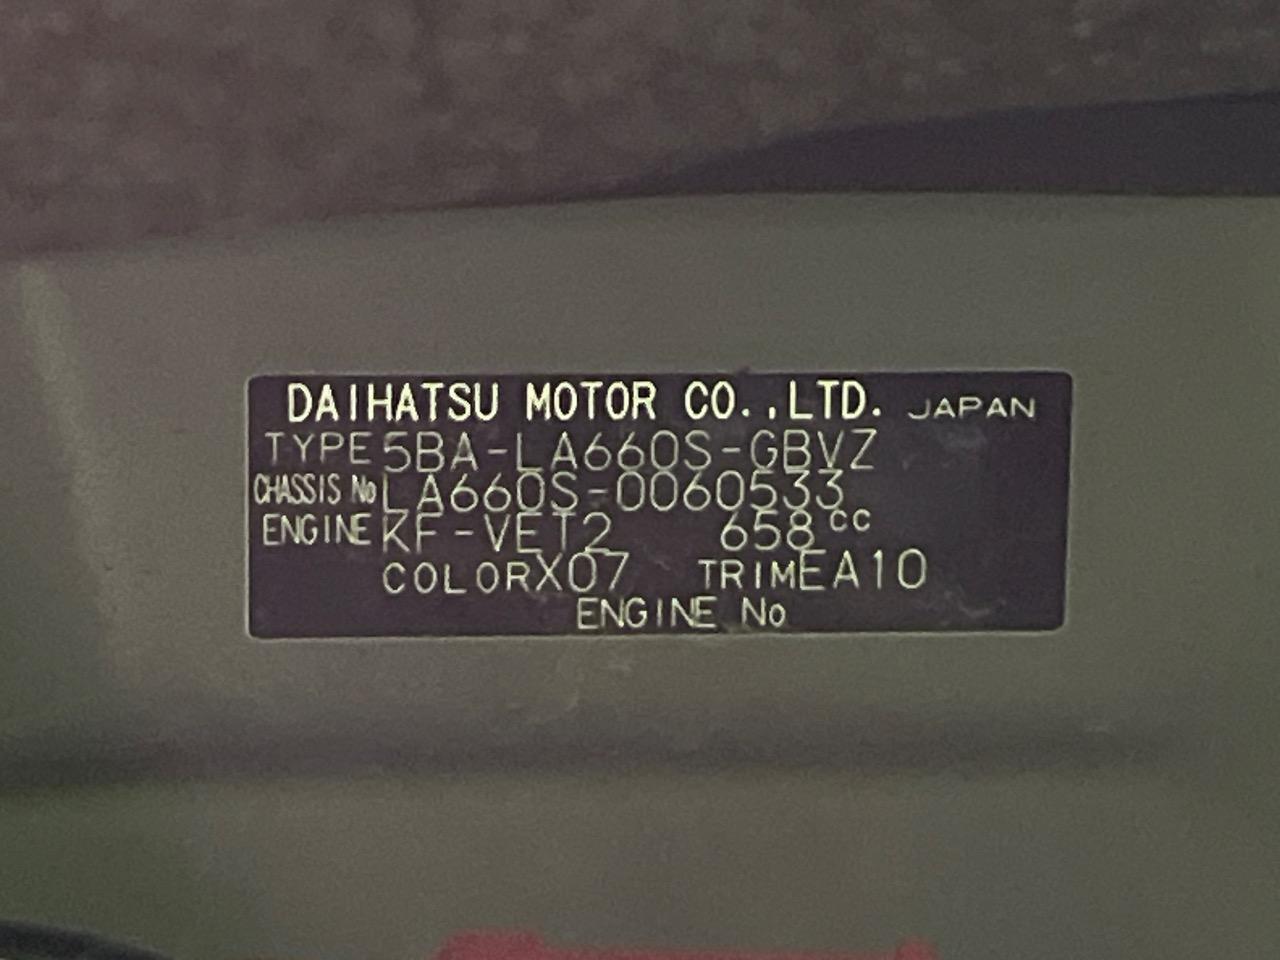 DAIHATSU MOTOR CO.,LTD. JAPAN
TYPE 5BA-LA660S-GBVZ
CHASSIS No LA660S-0060533
ENGINE KF-VET2 658cc
COLOR X07 TRIM EA10
ENGINE No